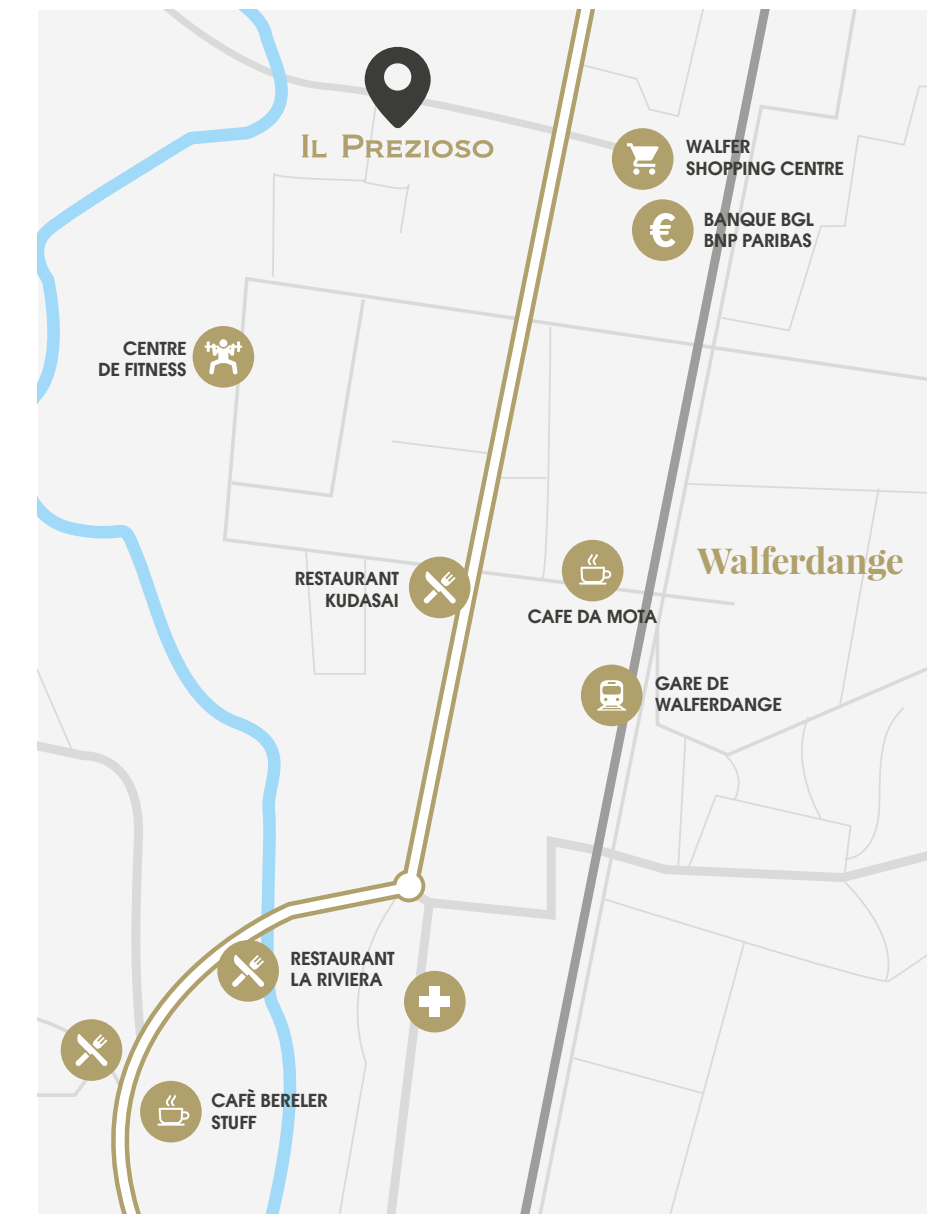 IL PREZIOSO
WALFER
SHOPPING CENTRE
€
BANQUE BGL
BNP PARIBAS
CENTRE
DE FITNESS
Walferdange
RESTAURANT
KUDASAI
CAFE DA MOTA
GARE DE
WALFERDANGE
RESTAURANT
LA RIVIERA
CAFÈ BERELER
STUFF